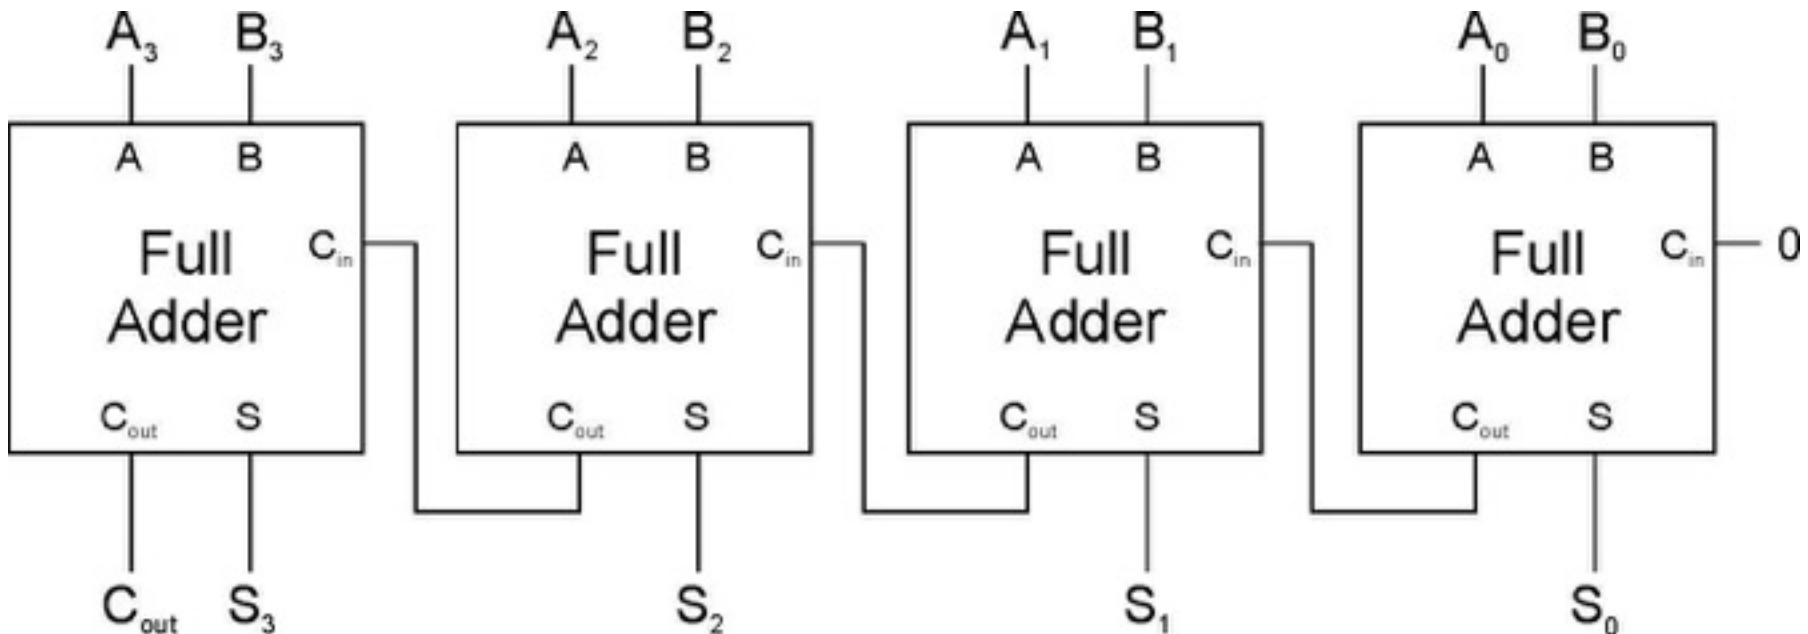 A3 B3 A2 B2 A1 B1 A0 B0
A B A B A B A B
Full Cin Full Cin Full Cin Full Cin 0
Adder Adder Adder Adder
Cout S Cout S Cout S Cout S
Cout S3 S2 S1 S0